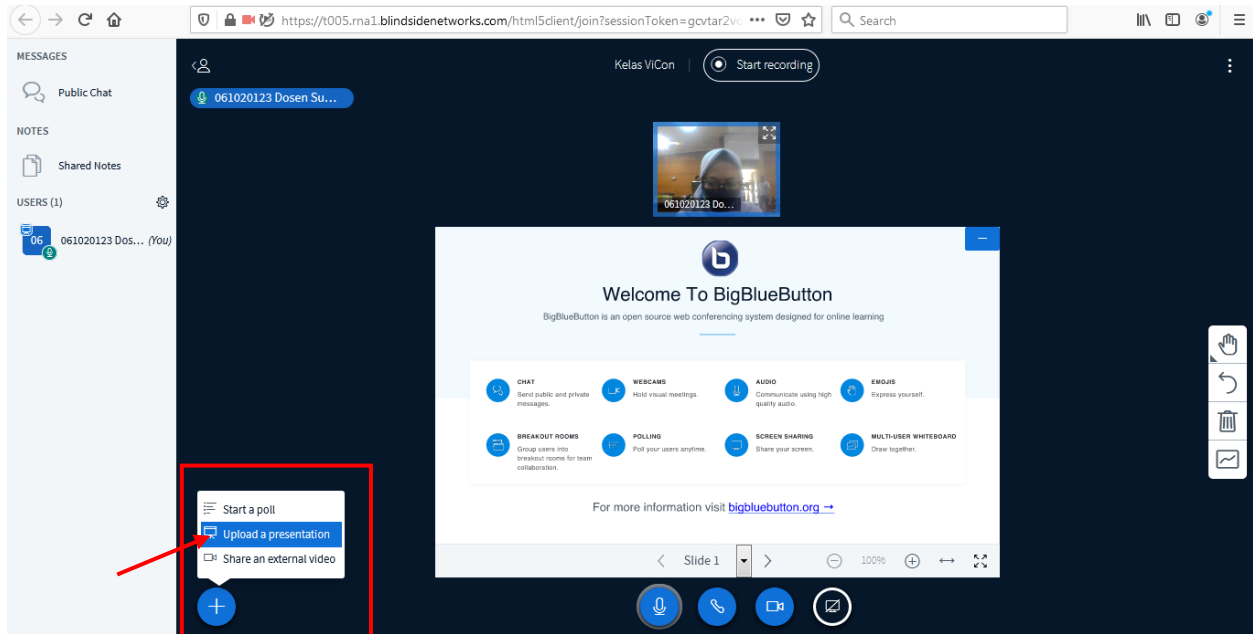 https://t005.rna1.blindsidenetworks.com/html5client/join?sessionToken=gcvtar2vc
Search
MESSAGES
Public Chat
NOTES
Shared Notes
USERS (1)
06
061020123 Dos... (You)
Kelas ViCon
Start recording
061020123 Dosen Su...
061020123 Do...
Welcome To BigBlueButton
BigBlueButton is an open source web conferencing system designed for online learning
CHAT
Send public and private
messages.
WEBCAMS
Hold visual meetings.
AUDIO
Communicate using high
quality audio.
EMOJIS
Express yourself.
BREAKOUT ROOMS
Group users into
breakout rooms for team
collaboration.
POLLING
Poll your users anytime.
SCREEN SHARING
Share your screen.
MULTI-USER WHITEBOARD
Draw together.
For more information visit bigbluebutton.org →
Slide 1
100%
Start a poll
Upload a presentation
Share an external video